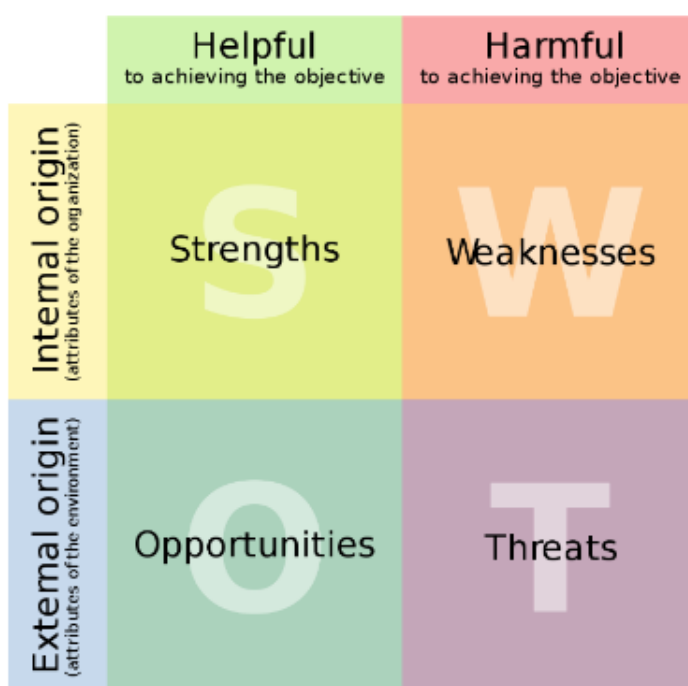 Helpful
to achieving the objective
Harmful
to achieving the objective
Internal origin
(attributes of the organization)
S
Strengths
W
Weaknesses
External origin
(attributes of the environment)
O
Opportunities
T
Threats